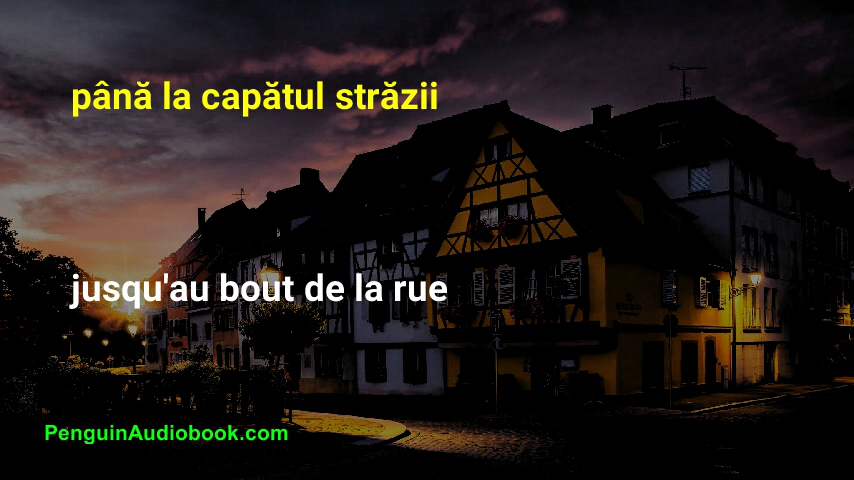 până la capătul străzii
jusqu'au bout de la rue
PenguinAudiobook.com